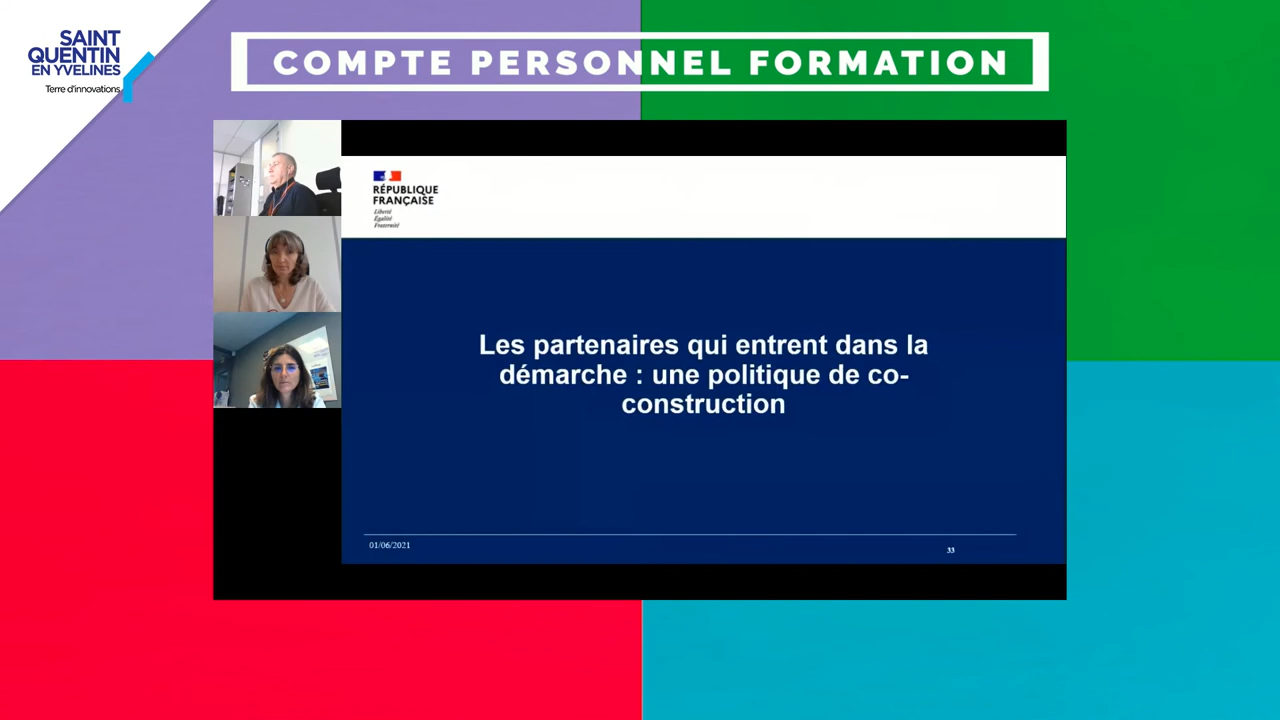 SAINT
QUENTIN
EN YVELINES
Terre d'innovations
COMPTE PERSONNEL FORMATION
RÉPUBLIQUE
FRANÇAISE
Liberté
Égalité
Fraternité
Les partenaires qui entrent dans la
démarche : une politique de co-
construction
01/06/2021
33